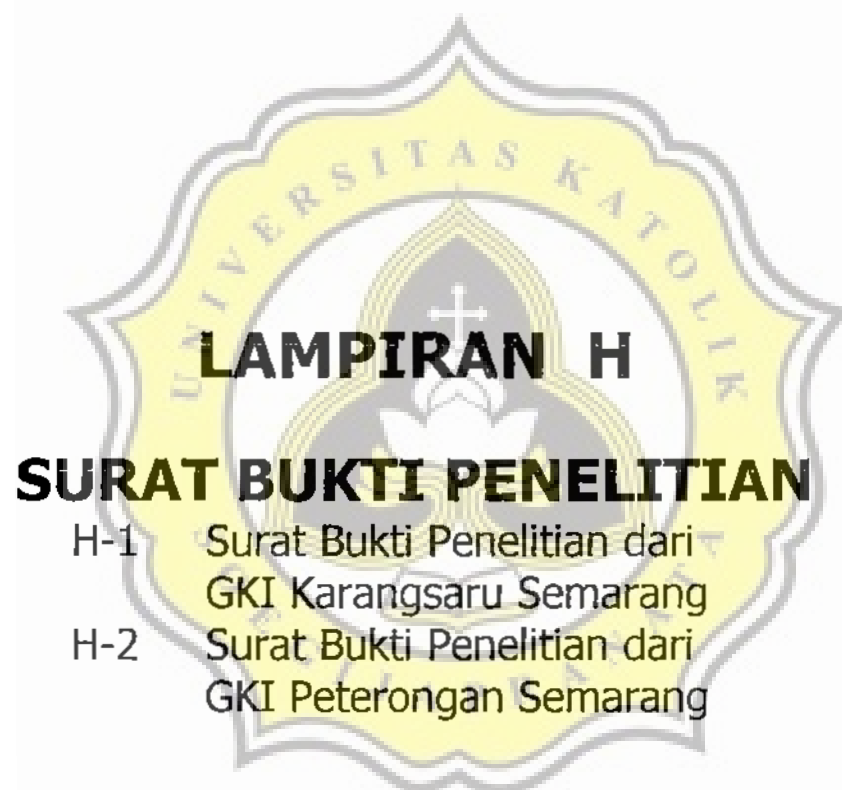 UNIVERSITAS KATOLIK
LAMPIRAN H
SURAT BUKTI PENELITIAN
H-1 Surat Bukti Penelitian dari
GKI Karangsaru Semarang
H-2 Surat Bukti Penelitian dari
GKI Peterongan Semarang